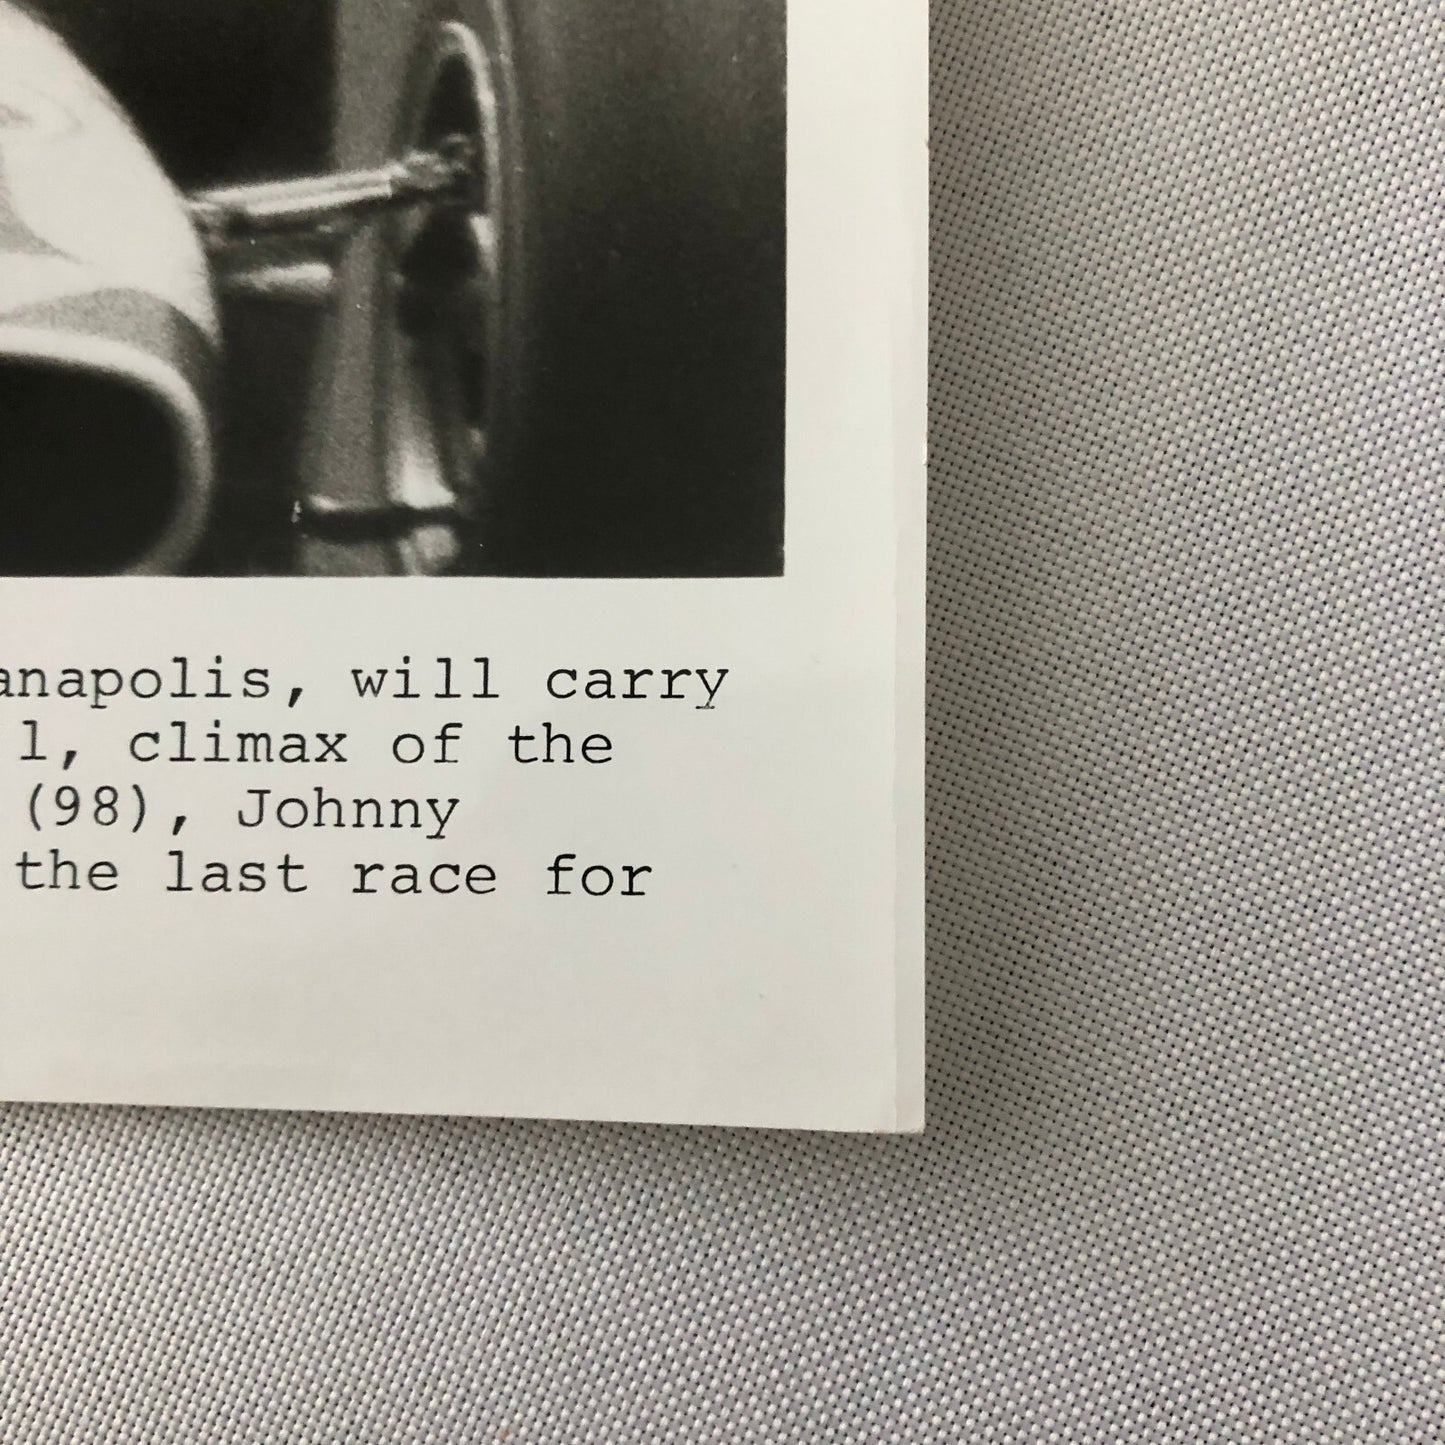 anapolis, will carry
1, climax of the
(98), Johnny
the last race for